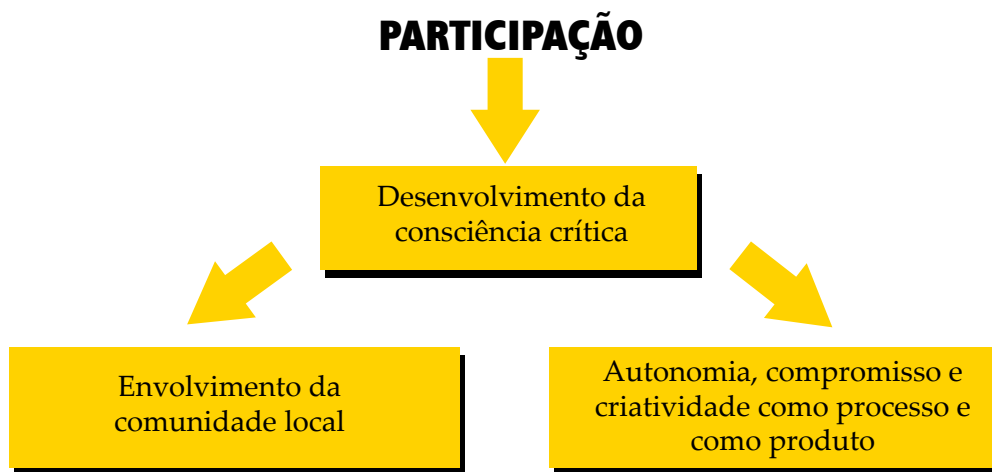 PARTICIPAÇÃO
Desenvolvimento da
consciência crítica
Envolvimento da
comunidade local
Autonomia, compromisso e
criatividade como processo e
como produto